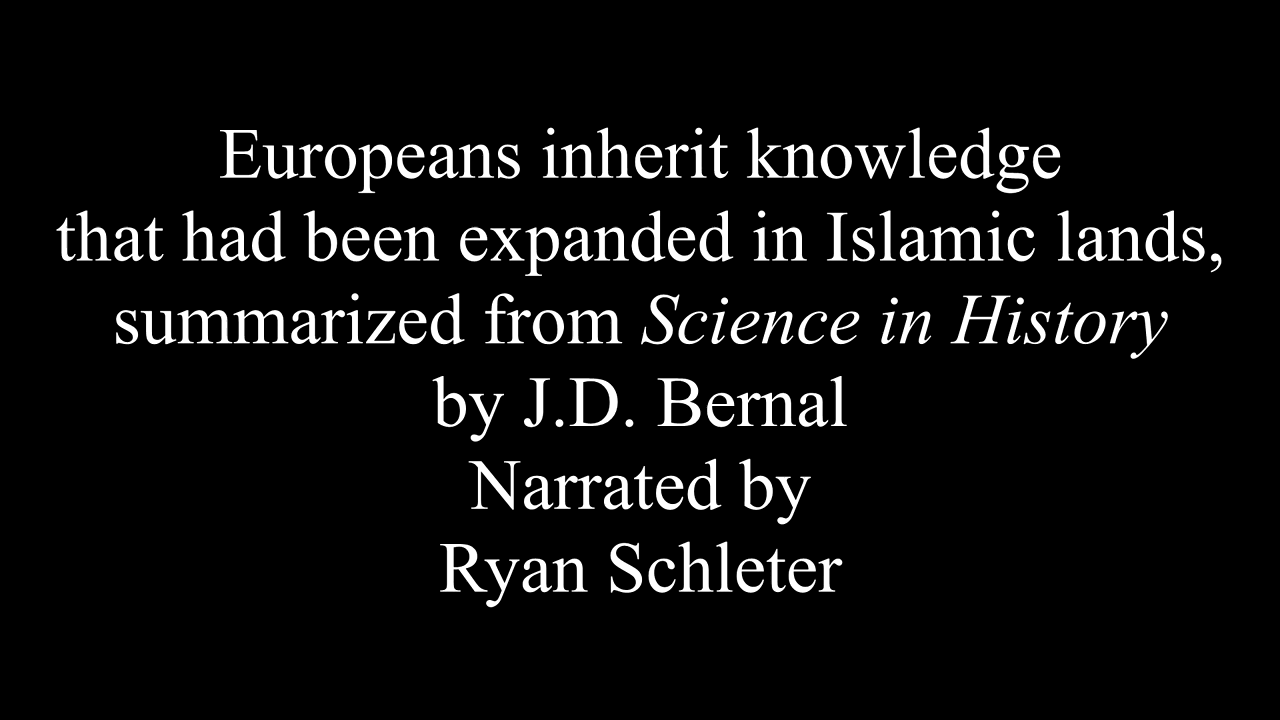 Europeans inherit knowledge
that had been expanded in Islamic lands,
summarized from Science in History
by J.D. Bernal
Narrated by
Ryan Schleter